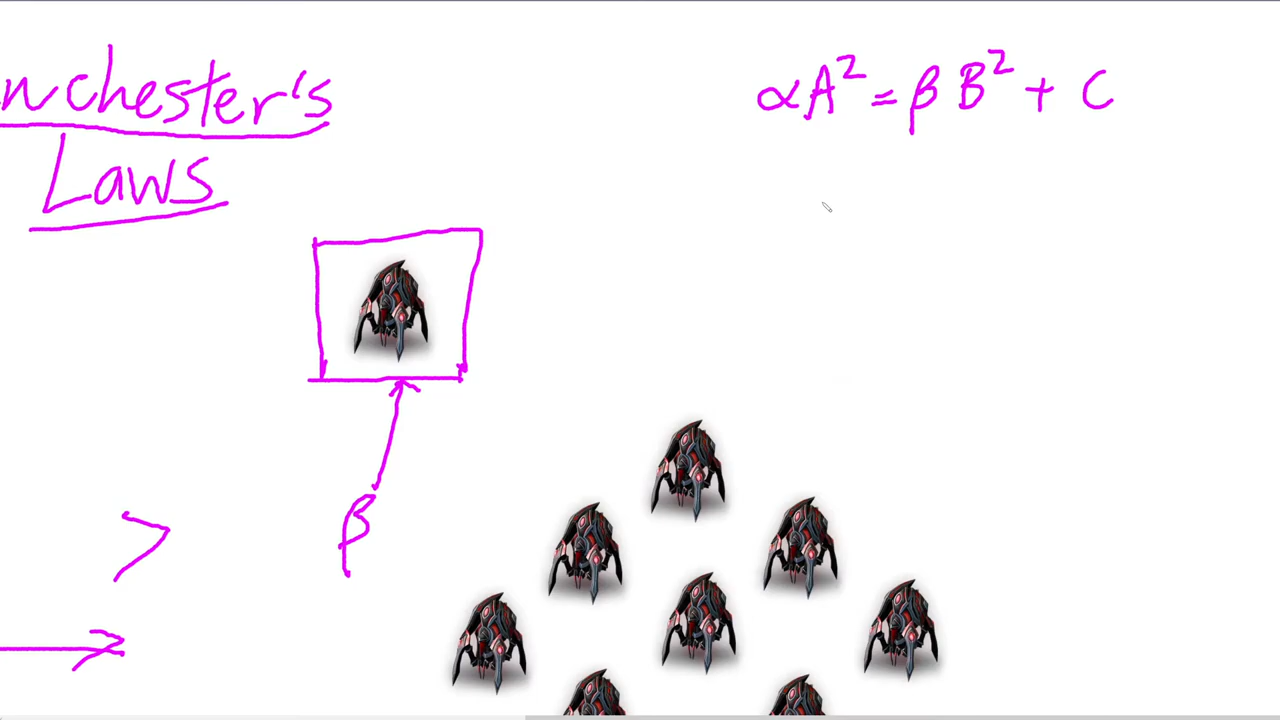 nchester's
Laws
αA² = βB² + C
β
>